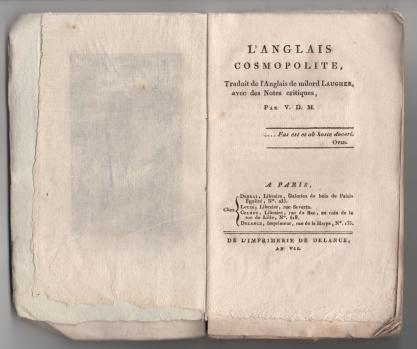 L'ANGLAIS
COSMOPOLITE,
Traduit de l'Anglais de milord LAUGHER,
avec des Notes critiques,
PAR V. D. M.
.... Fas est et ab hoste doceri.
OVID.
A PARIS,
Chez
DEBRAI, Libraire, Galeries de bois du Palais
Égalité, N°. 235.
LOUIS, Libraire, rue Severin.
Libraire, rue du Bac, au coin de la
rue de Lille, N°. 618.
DELANCE, Imprimeur, rue de la Harpe, N°. 133.
DE L'IMPRIMERIE DE DELANCE,
AN VII.